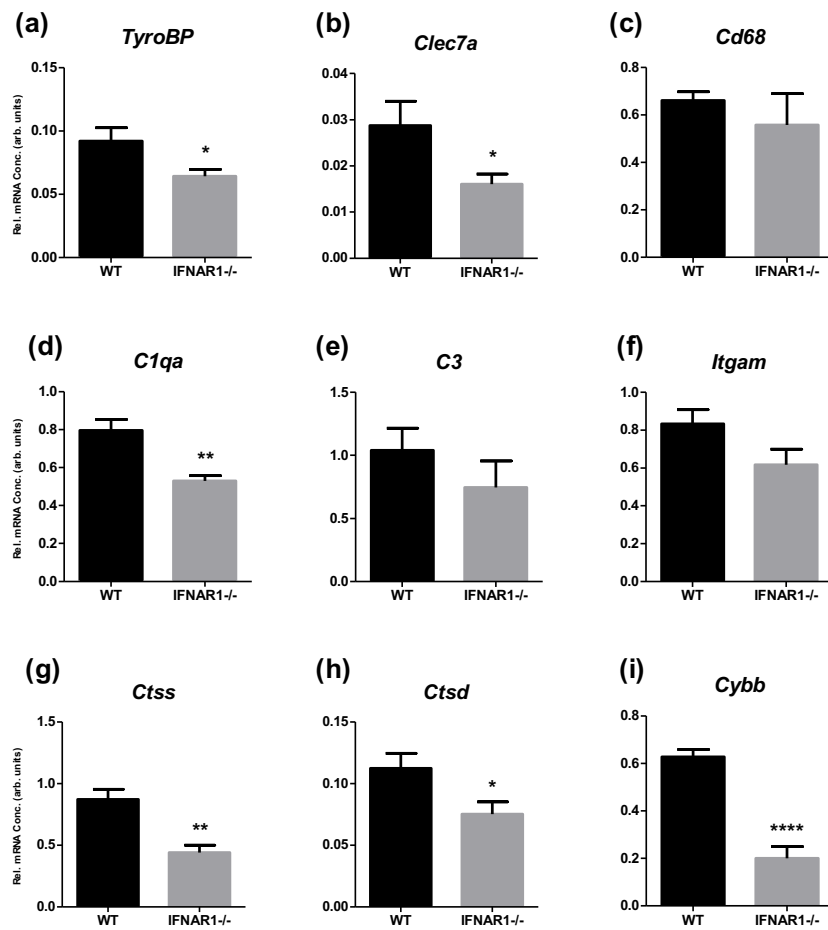 (a)
TyroBP
Rel. mRNA Conc. (arb. units)
0.15
0.10
0.05
0.00
*
WT IFNAR1-/-
(b)
Clec7a
0.04
0.03
0.02
0.01
0.00
*
WT IFNAR1-/-
(c)
Cd68
0.8
0.6
0.4
0.2
0.0
WT IFNAR1-/-
(d)
C1qa
Rel. mRNA Conc. (arb. units)
1.0
0.8
0.6
0.4
0.2
0.0
**
WT IFNAR1-/-
(e)
C3
1.5
1.0
0.5
0.0
WT IFNAR1-/-
(f)
Itgam
1.0
0.8
0.6
0.4
0.2
0.0
WT IFNAR1-/-
(g)
Ctss
Rel. mRNA Conc. (arb. units)
1.5
1.0
0.5
0.0
**
WT IFNAR1-/-
(h)
Ctsd
0.15
0.10
0.05
0.00
*
WT IFNAR1-/-
(i)
Cybb
0.8
0.6
0.4
0.2
0.0
****
WT IFNAR1-/-